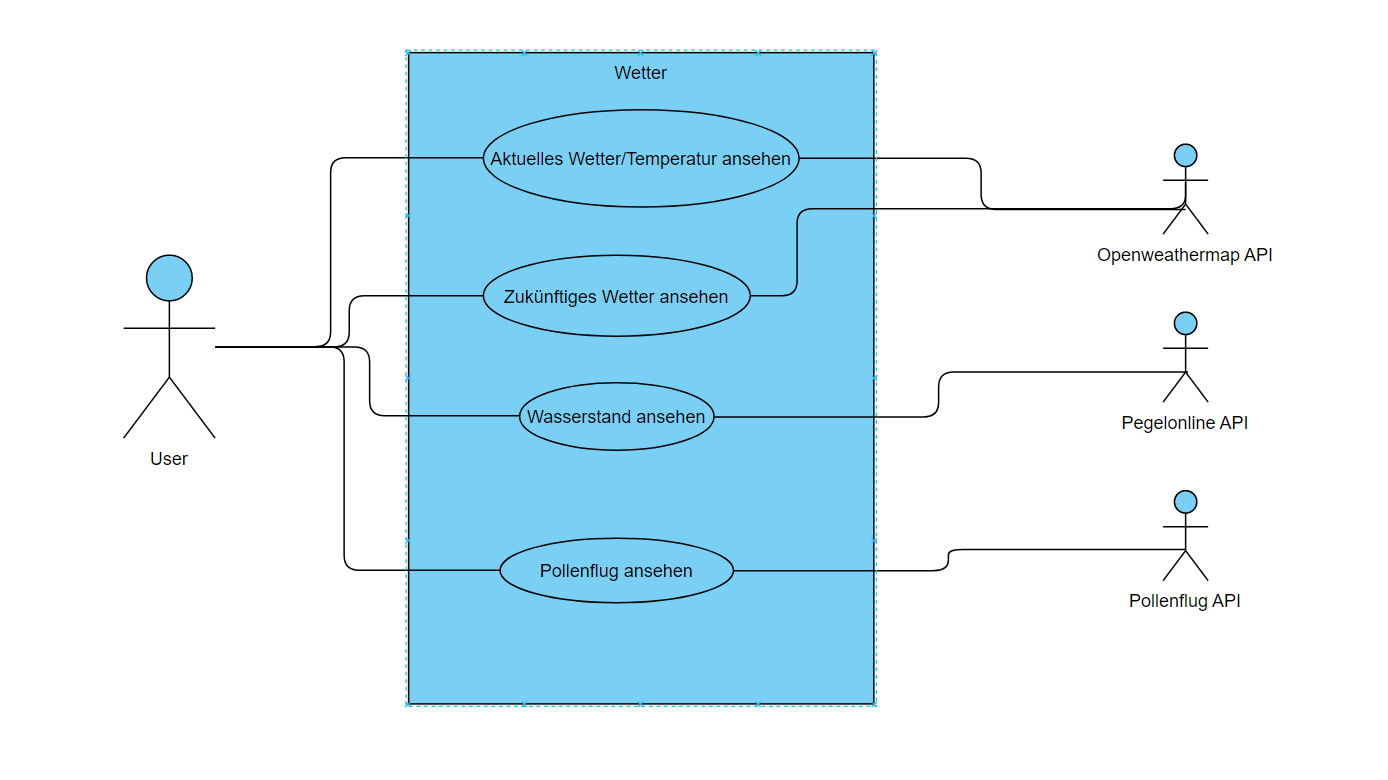 Wetter
Aktuelles Wetter/Temperatur ansehen
Openweathermap API
Zukünftiges Wetter ansehen
Wasserstand ansehen
Pegelonline API
User
Pollenflug ansehen
Pollenflug API